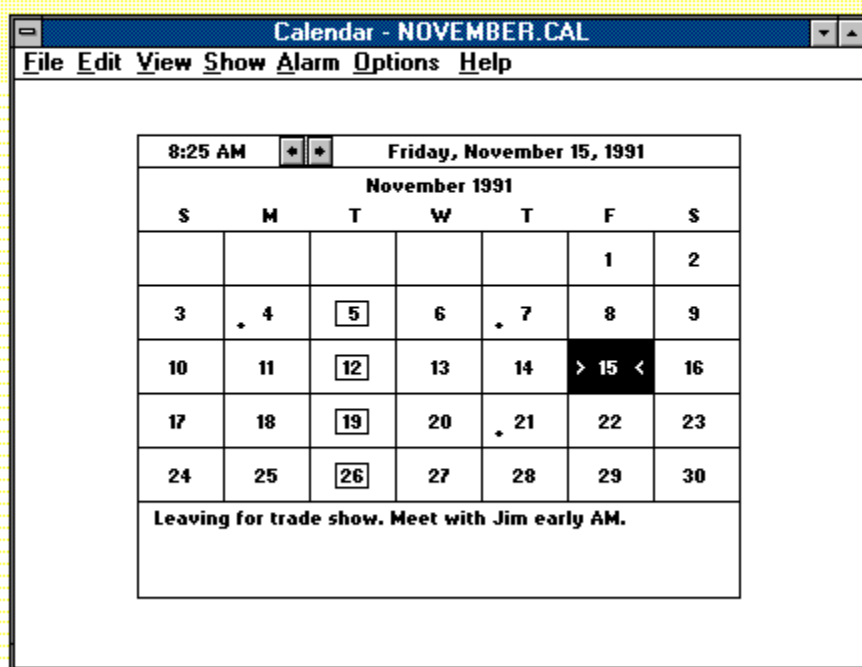 Calendar - NOVEMBER.CAL
File Edit View Show Alarm Options Help
8:25 AM Friday, November 15, 1991
November 1991
S M T W T F S
1 2
3 . 4 5 6 . 7 8 9
10 11 12 13 14 > 15 < 16
17 18 19 20 . 21 22 23
24 25 26 27 28 29 30
Leaving for trade show. Meet with Jim early AM.